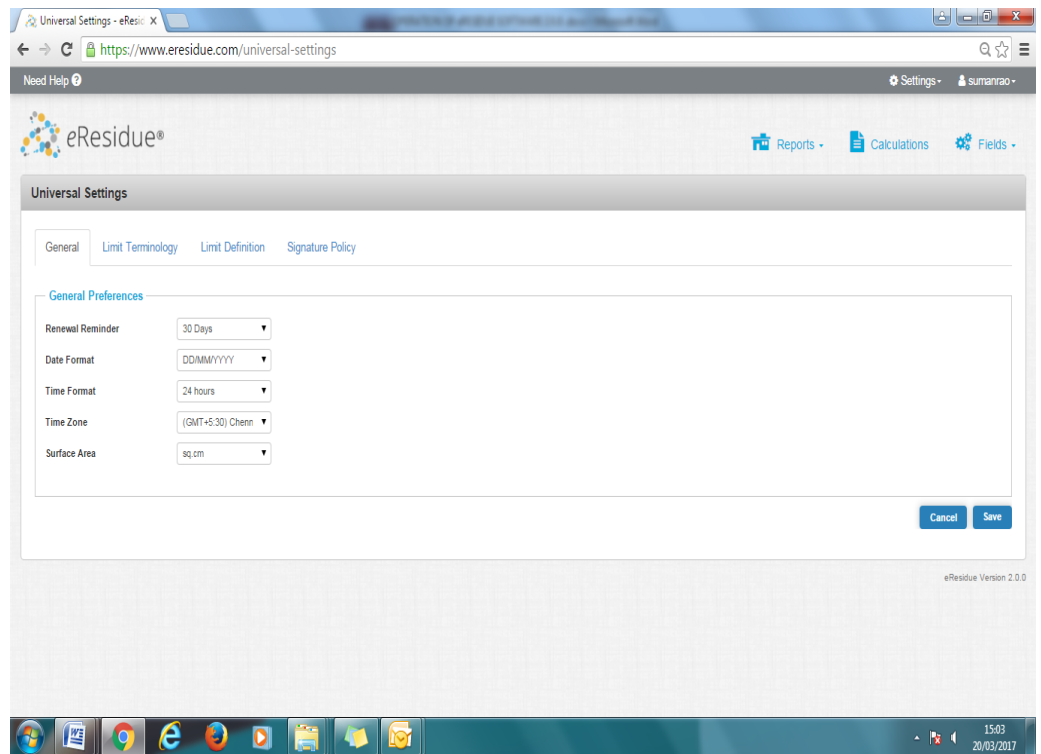 Universal Settings - eResic
https://www.eresidue.com/universal-settings
Need Help ?
Settings sumanrao
eResidue®
Reports Calculations Fields
Universal Settings
General Limit Terminology Limit Definition Signature Policy
General Preferences
Renewal Reminder 30 Days
Date Format DD/MM/YYYY
Time Format 24 hours
Time Zone (GMT+5:30) Chenn
Surface Area sq.cm
Cancel Save
eResidue Version 2.0.0
15:03
20/03/2017